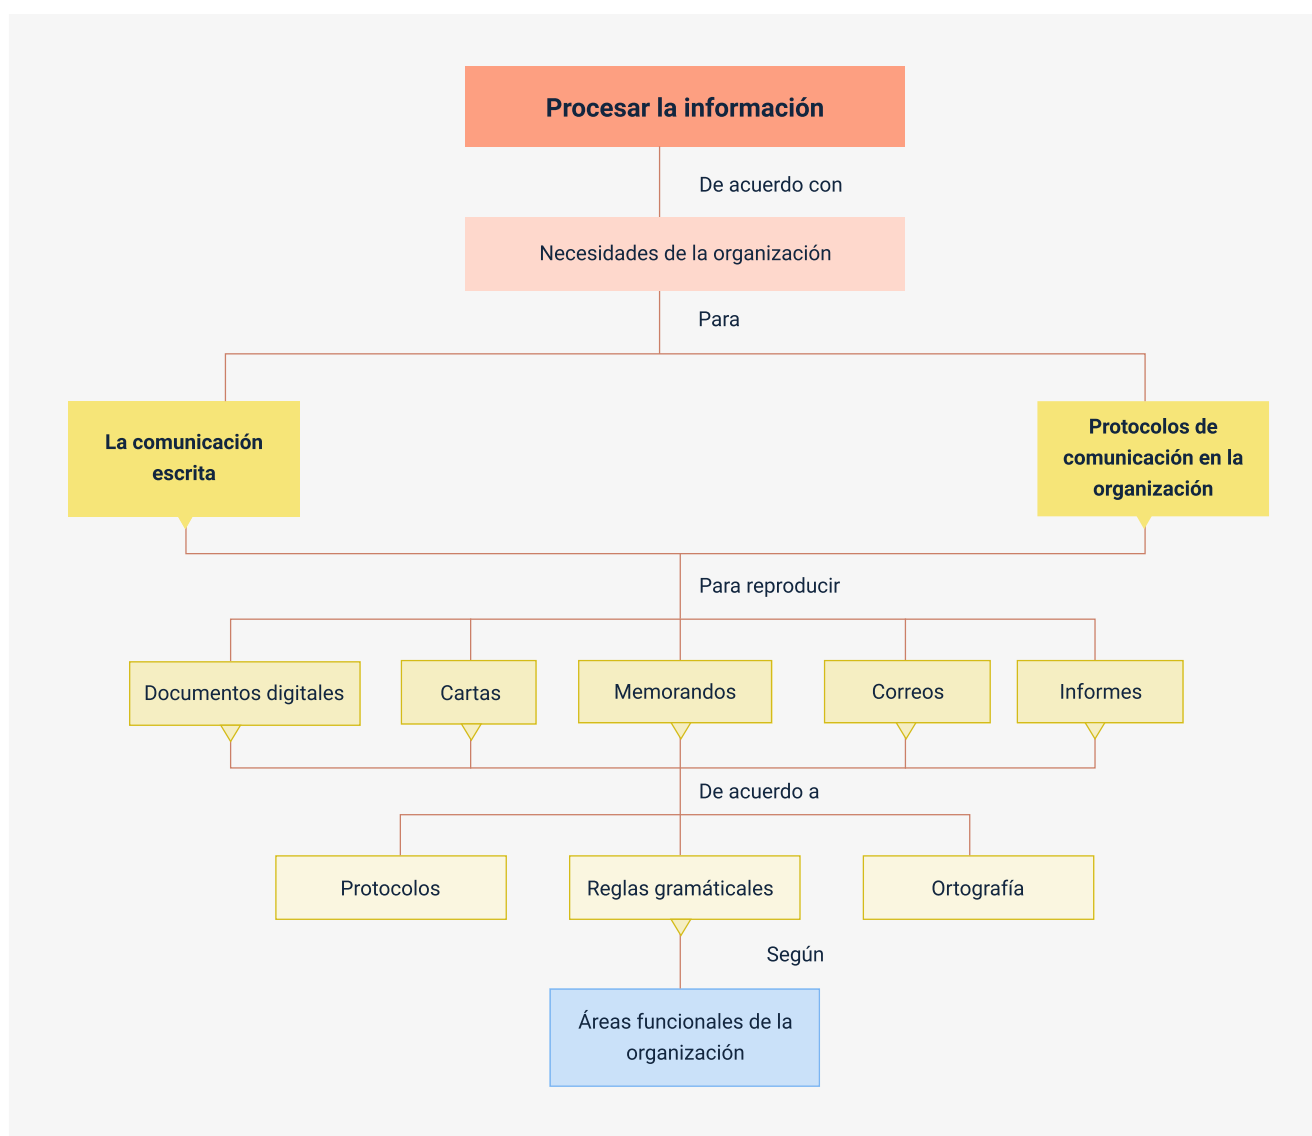 Procesar la información
De acuerdo con
Necesidades de la organización
Para
La comunicación
escrita
Protocolos de
comunicación en la
organización
Para reproducir
Documentos digitales
Cartas
Memorandos
Correos
Informes
De acuerdo a
Protocolos
Reglas gramáticales
Ortografía
Según
Áreas funcionales de la
organización